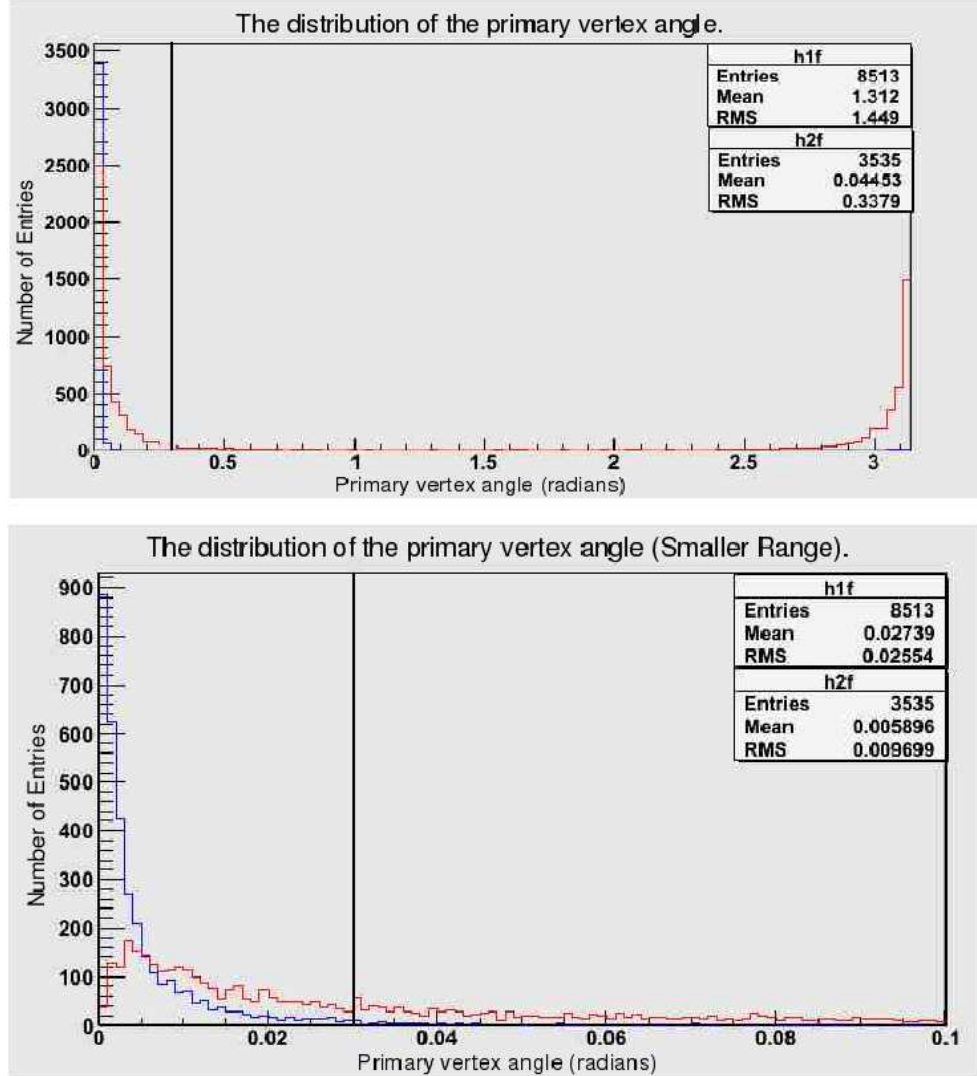 The distribution of the primary vertex angle.
h1f
Entries 8513
Mean 1.312
RMS 1.449
h2f
Entries 3535
Mean 0.04453
RMS 0.3379
Number of Entries
3500
3000
2500
2000
1500
1000
500
0
0 0.5 1 1.5 2 2.5 3
Primary vertex angle (radians)
The distribution of the primary vertex angle (Smaller Range).
h1f
Entries 8513
Mean 0.02739
RMS 0.02554
h2f
Entries 3535
Mean 0.005896
RMS 0.009699
Number of Entries
900
800
700
600
500
400
300
200
100
0
0 0.02 0.04 0.06 0.08 0.1
Primary vertex angle (radians)